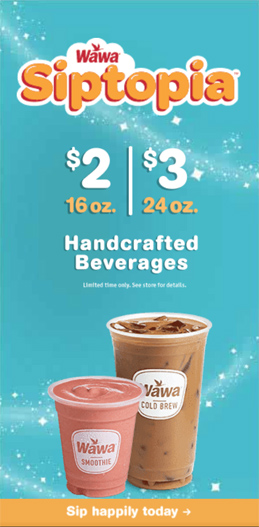 Wawa
Siptopia
$2 $3
16 oz. 24 oz.
Handcrafted
Beverages
Limited time only. See store for details.
Wawa
COLD BREW
Wawa
SMOOTHIE
Sip happily today →